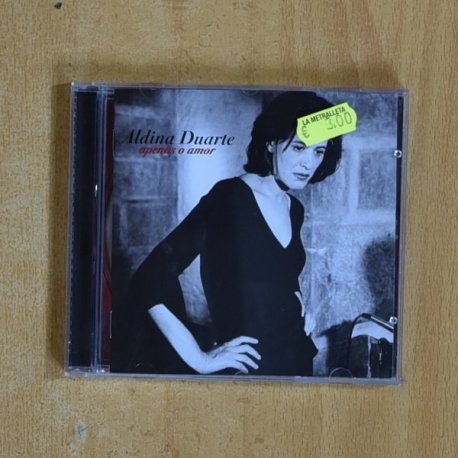 Aldina Duarte
apenas o amor
LA METRALLETA
€ 3,00